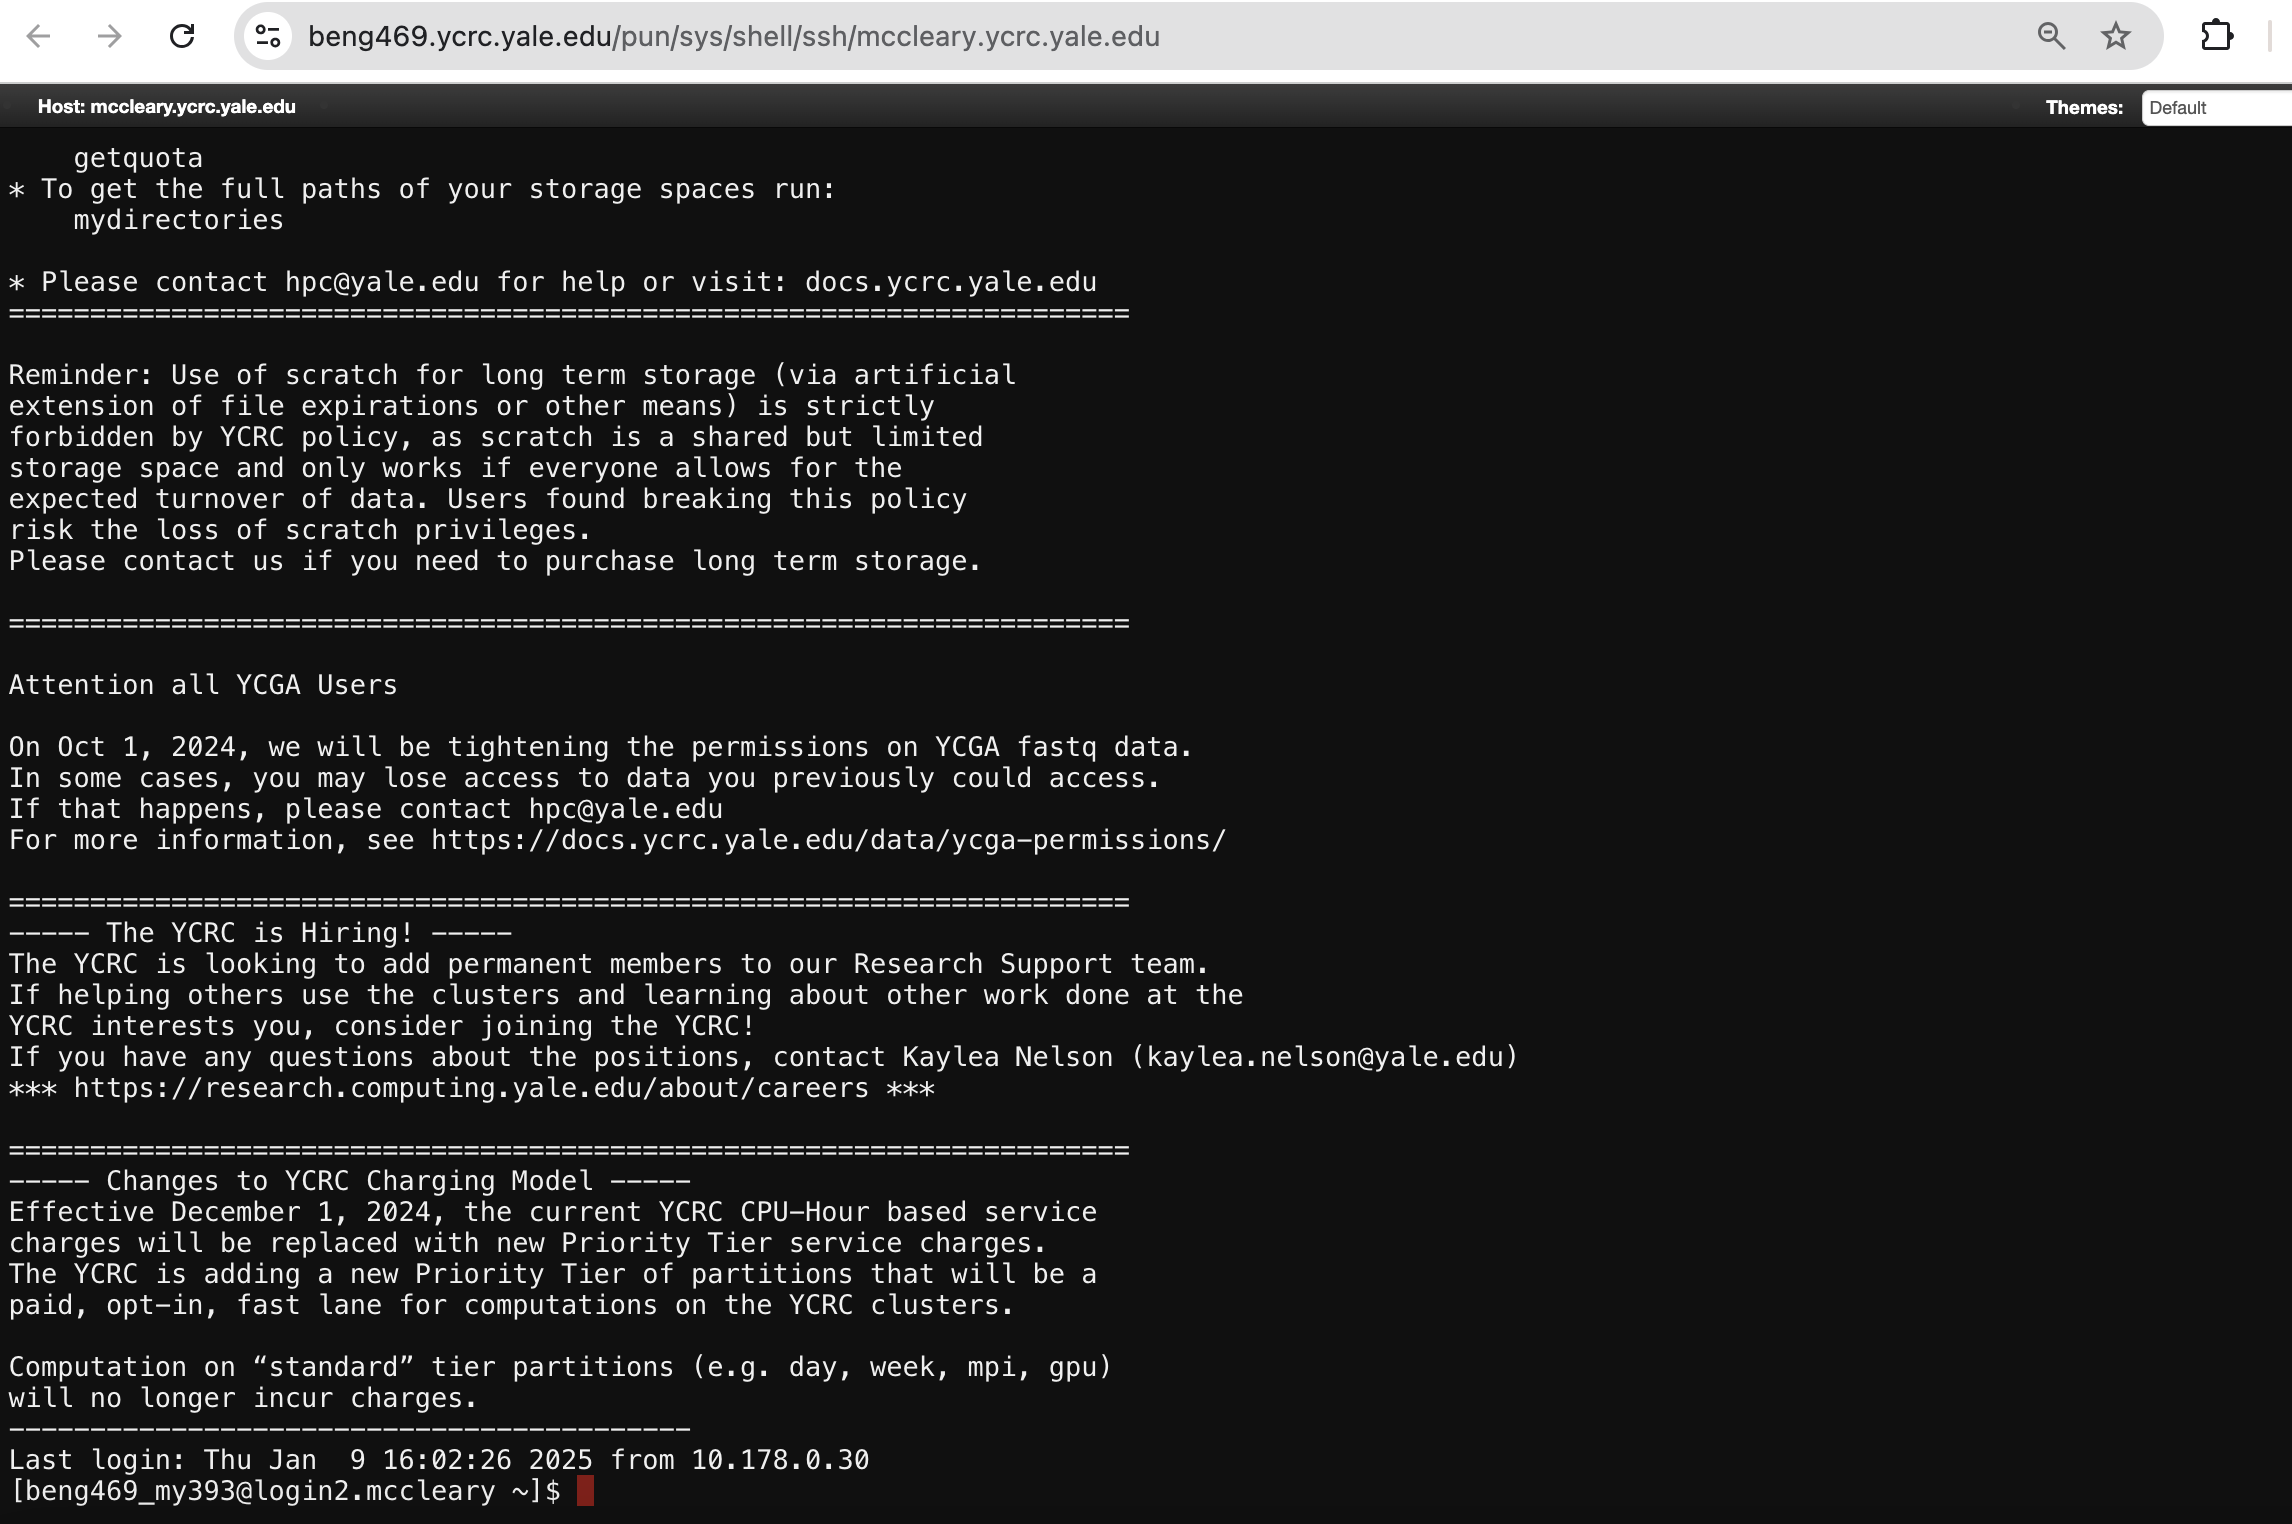 beng469.ycrc.yale.edu/pun/sys/shell/ssh/mccleary.ycrc.yale.edu
Host: mccleary.ycrc.yale.edu
Themes: Default
    getquota
* To get the full paths of your storage spaces run:
    mydirectories
* Please contact hpc@yale.edu for help or visit: docs.ycrc.yale.edu
=====================================================================
Reminder: Use of scratch for long term storage (via artificial
extension of file expirations or other means) is strictly
forbidden by YCRC policy, as scratch is a shared but limited
storage space and only works if everyone allows for the
expected turnover of data. Users found breaking this policy
risk the loss of scratch privileges.
Please contact us if you need to purchase long term storage.
=====================================================================
Attention all YCGA Users
On Oct 1, 2024, we will be tightening the permissions on YCGA fastq data.
In some cases, you may lose access to data you previously could access.
If that happens, please contact hpc@yale.edu
For more information, see https://docs.ycrc.yale.edu/data/ycga-permissions/
=====================================================================
----- The YCRC is Hiring! -----
The YCRC is looking to add permanent members to our Research Support team.
If helping others use the clusters and learning about other work done at the
YCRC interests you, consider joining the YCRC!
If you have any questions about the positions, contact Kaylea Nelson (kaylea.nelson@yale.edu)
*** https://research.computing.yale.edu/about/careers ***
=====================================================================
----- Changes to YCRC Charging Model -----
Effective December 1, 2024, the current YCRC CPU-Hour based service
charges will be replaced with new Priority Tier service charges.
The YCRC is adding a new Priority Tier of partitions that will be a
paid, opt-in, fast lane for computations on the YCRC clusters.
Computation on “standard” tier partitions (e.g. day, week, mpi, gpu)
will no longer incur charges.
------------------------------------------
Last login: Thu Jan  9 16:02:26 2025 from 10.178.0.30
[beng469_my393@login2.mccleary ~]$